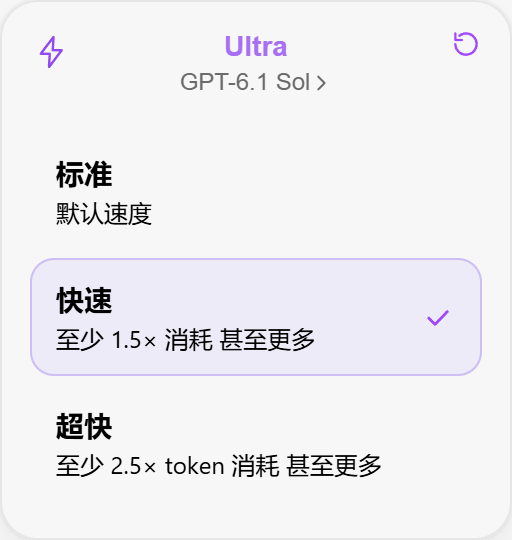 Ultra
GPT-6.1 Sol
标准
默认速度
快速
至少 1.5× 消耗 甚至更多
超快
至少 2.5× token 消耗 甚至更多